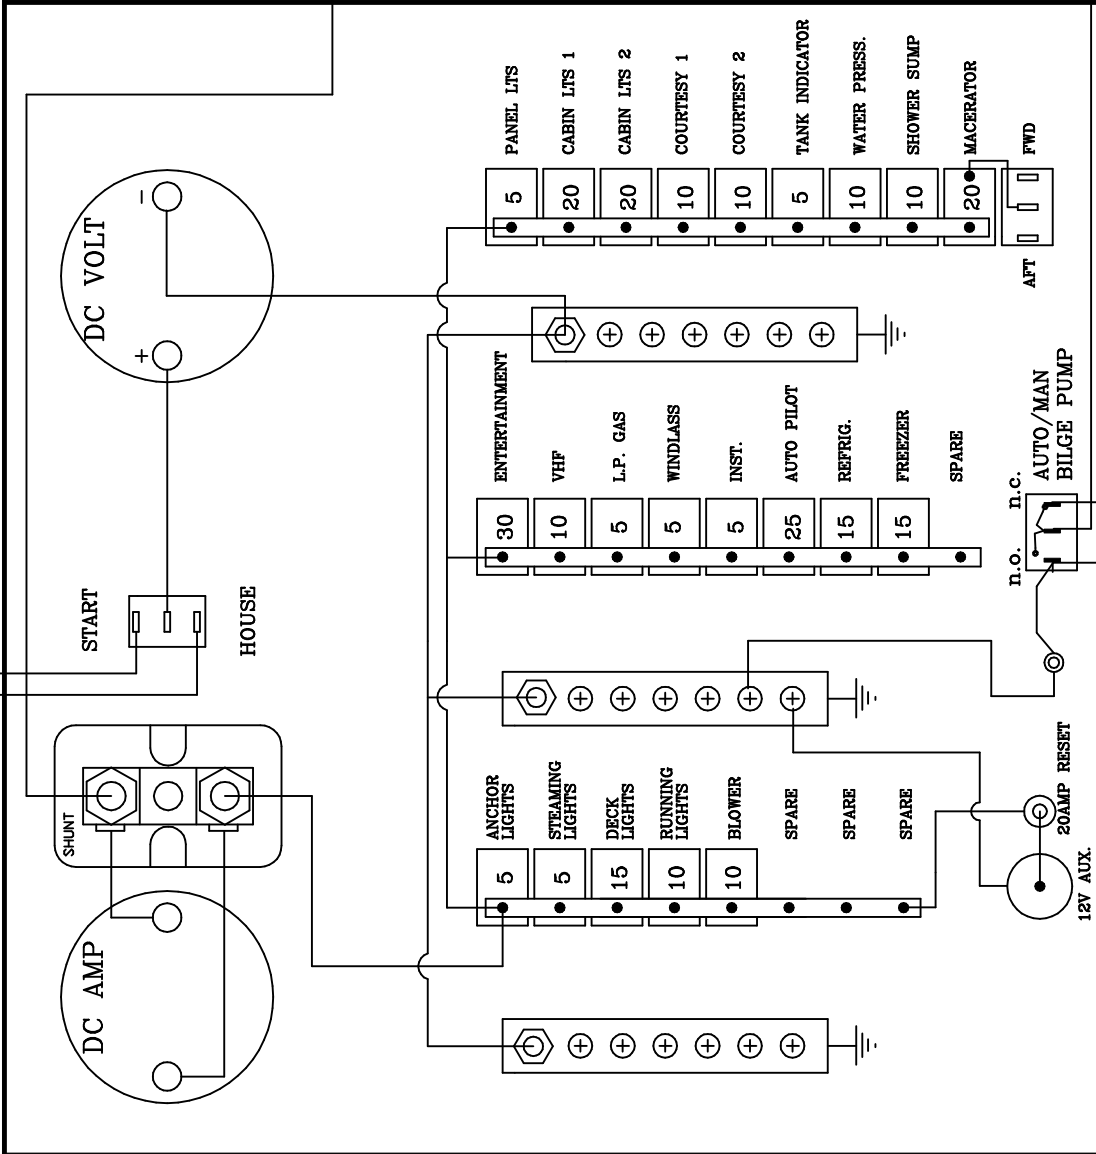 DC VOLT
−
+
START
HOUSE
SHUNT
DC AMP
PANEL LTS
5
CABIN LTS 1
20
CABIN LTS 2
20
COURTESY 1
10
COURTESY 2
10
TANK INDICATOR
5
WATER PRESS.
10
SHOWER SUMP
10
MACERATOR
20
FWD
AFT
ENTERTAINMENT
30
VHF
10
L.P. GAS
5
WINDLASS
5
INST.
5
AUTO PILOT
25
REFRIG.
15
FREEZER
15
SPARE
AUTO/MAN
BILGE PUMP
n.c.
n.o.
ANCHOR
LIGHTS
5
STEAMING
LIGHTS
5
DECK
LIGHTS
15
RUNNING
LIGHTS
10
BLOWER
10
SPARE
SPARE
SPARE
20AMP RESET
12V AUX.